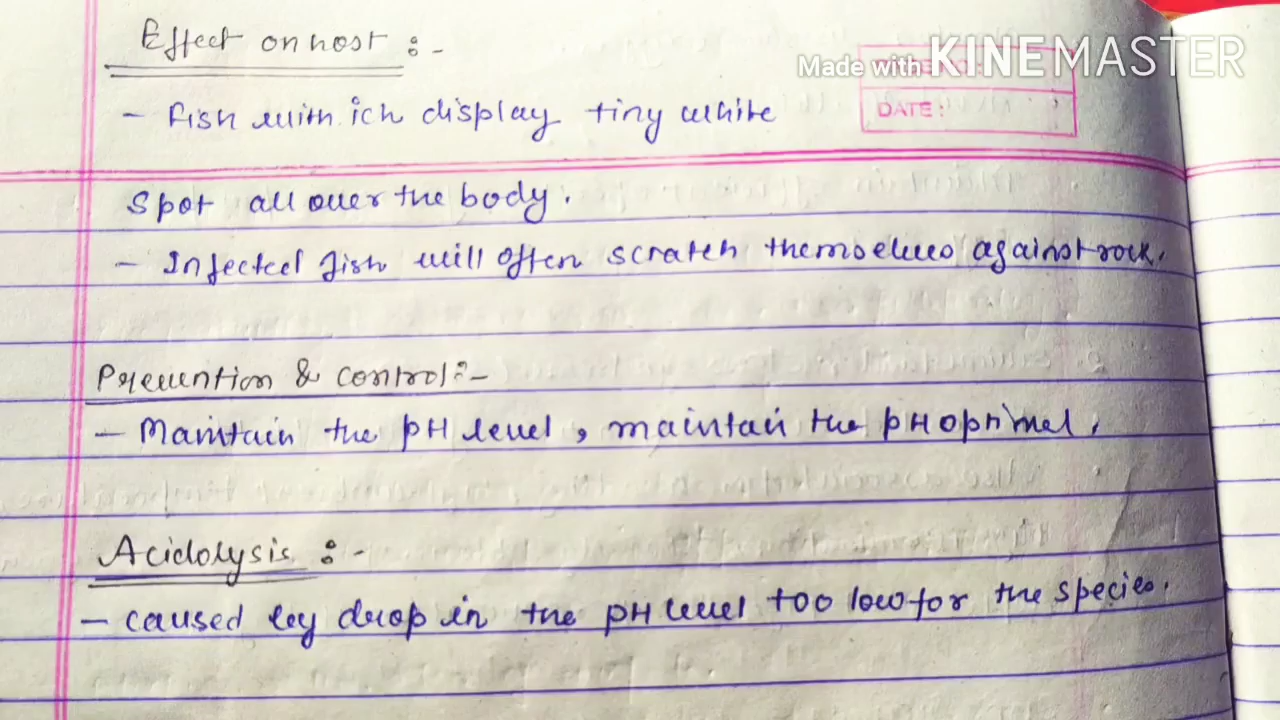 Effect on host :-
Made with KINEMASTER
- Fish with ich display tiny white
DATE :
Spot all over the body.
- Infected fish will often scratch themselves against rock.
Prevention & control :-
- Maintain the pH level, maintain the pH optimal.
Acidolysis :-
- caused by drop in the pH level too low for the species.